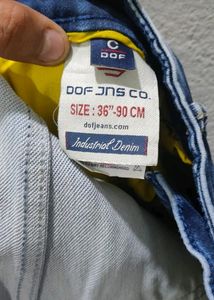 C
DOF
DOF JNS CO.
SIZE : 36"-90 CM
dofjeans.com
Industrial Denim